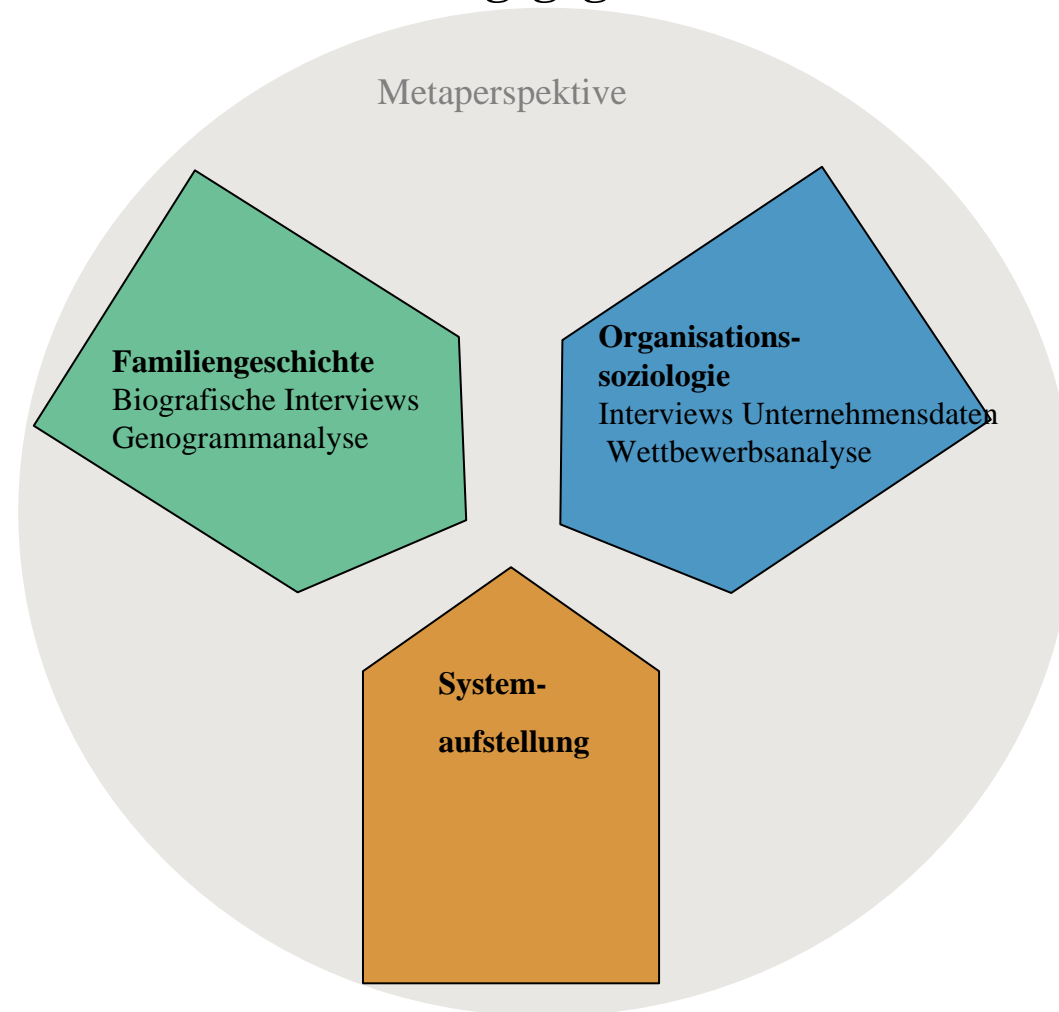 Metaperspektive
Familiengeschichte
Biografische Interviews
Genogrammanalyse
Organisations-
soziologie
Interviews Unternehmensdaten
Wettbewerbsanalyse
System-
aufstellung